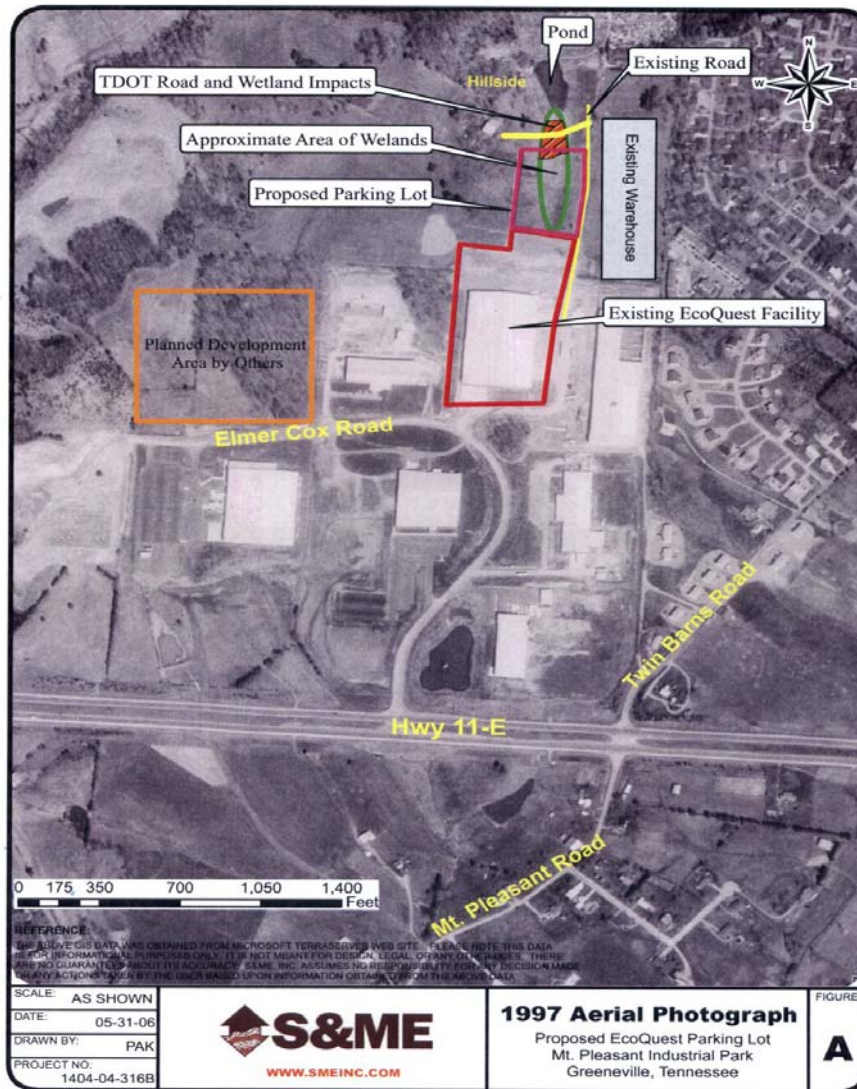 Pond
N
TDOT Road and Wetland Impacts
Hillside
Existing Road
W
E
S
Approximate Area of Welands
Existing Warehouse
Proposed Parking Lot
Existing EcoQuest Facility
Planned Development
Area by Others
Elmer Cox Road
Twin Barns Road
Hwy 11-E
Mt. Pleasant Road
0 175 350 700 1,050 1,400
Feet
REFERENCE:
THE ABOVE GIS DATA WAS OBTAINED FROM MICROSOFT TERRASERVER WEB SITE. PLEASE NOTE THIS DATA
IS FOR INFORMATIONAL PURPOSES ONLY. IT IS NOT MEANT FOR DESIGN, LEGAL, OR ANY OTHER USES. THERE
ARE NO GUARANTEES ABOUT ITS ACCURACY. S&ME, INC. ASSUMES NO RESPONSIBILITY FOR ANY DECISION MADE
OR ANY ACTIONS TAKEN BY THE USER BASED UPON INFORMATION OBTAINED FROM THE ABOVE DATA.
SCALE: AS SHOWN
DATE: 05-31-06
DRAWN BY: PAK
PROJECT NO:
1404-04-316B
S&ME
WWW.SMEINC.COM
1997 Aerial Photograph
Proposed EcoQuest Parking Lot
Mt. Pleasant Industrial Park
Greeneville, Tennessee
FIGURE
A